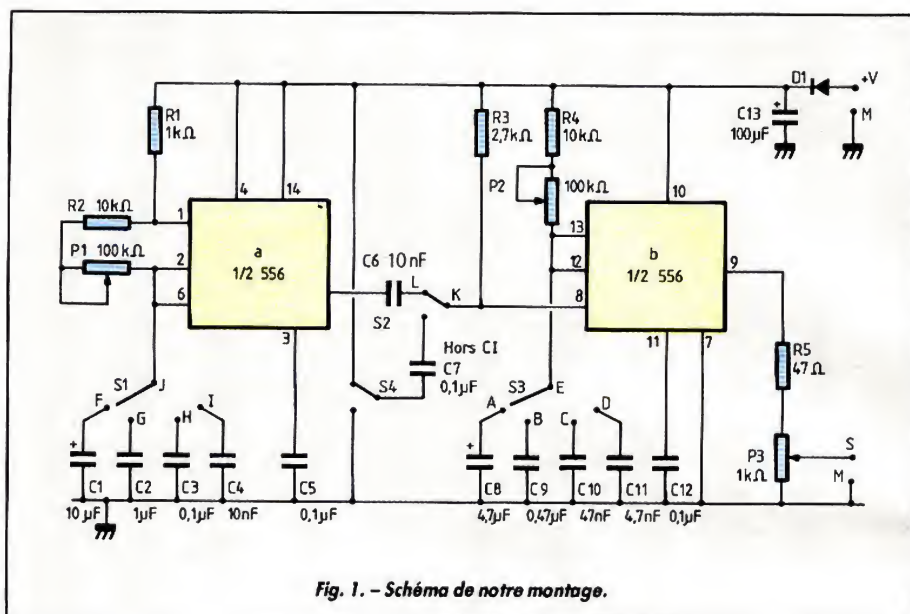 D1
+V
M
C13
100µF
R1
1kΩ
R3
2,7kΩ
R4
10kΩ
4
14
10
P2
100kΩ
R2 10kΩ
1
P1 100kΩ
2
6
a
1/2 556
3
C6 10nF
L
K
S2
Hors CI
C7
0,1µF
S4
13
12
8
b
1/2 556
9
11
7
R5
47Ω
P3
1kΩ
S
M
S1
J
F
G
H
I
S3
E
A
B
C
D
+
C1
C2
C3
C4
C5
C8
C9
C10
C11
C12
10µF
1µF
0,1µF
10nF
0,1µF
4,7µF
0,47µF
47nF
4,7nF
0,1µF
Fig. 1. – Schéma de notre montage.